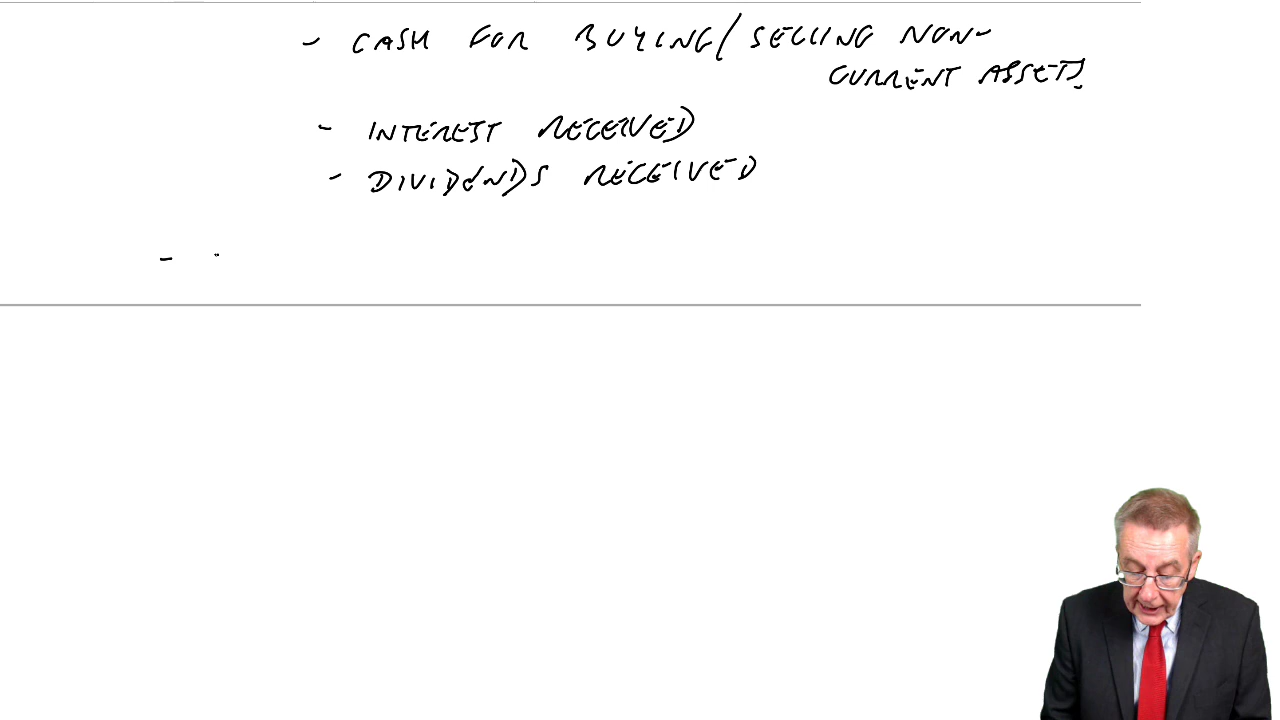 - CASH FOR BUYING/SELLING NON-
CURRENT ASSETS
- INTEREST RECEIVED
- DIVIDENDS RECEIVED
-